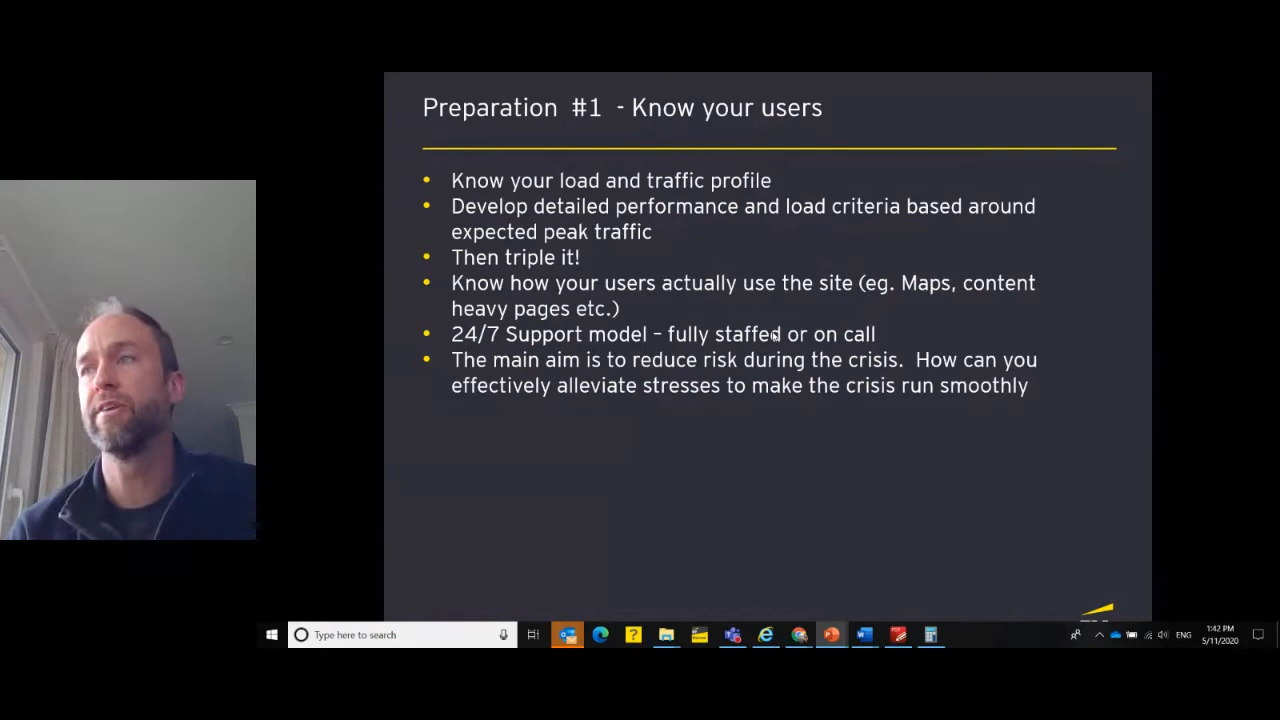 Preparation #1 - Know your users
• Know your load and traffic profile
• Develop detailed performance and load criteria based around
expected peak traffic
• Then triple it!
• Know how your users actually use the site (eg. Maps, content
heavy pages etc.)
• 24/7 Support model – fully staffed or on call
• The main aim is to reduce risk during the crisis. How can you
effectively alleviate stresses to make the crisis run smoothly
Type here to search
ENG
1:42 PM
5/11/2020